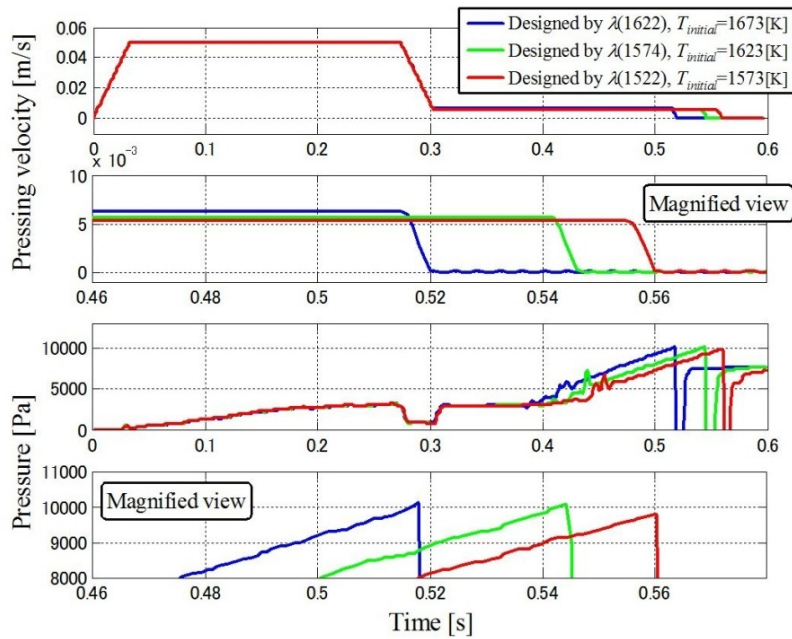 Designed by λ(1622), Tinitial=1673[K]
Designed by λ(1574), Tinitial=1623[K]
Designed by λ(1522), Tinitial=1573[K]
Pressing velocity [m/s]
0.06
0.04
0.02
0
0 0.1 0.2 0.3 0.4 0.5 0.6
x 10⁻³
Magnified view
10
5
0
0.46 0.48 0.5 0.52 0.54 0.56
Pressure [Pa]
10000
5000
0
0 0.1 0.2 0.3 0.4 0.5 0.6
Magnified view
11000
10000
9000
8000
0.46 0.48 0.5 0.52 0.54 0.56
Time [s]